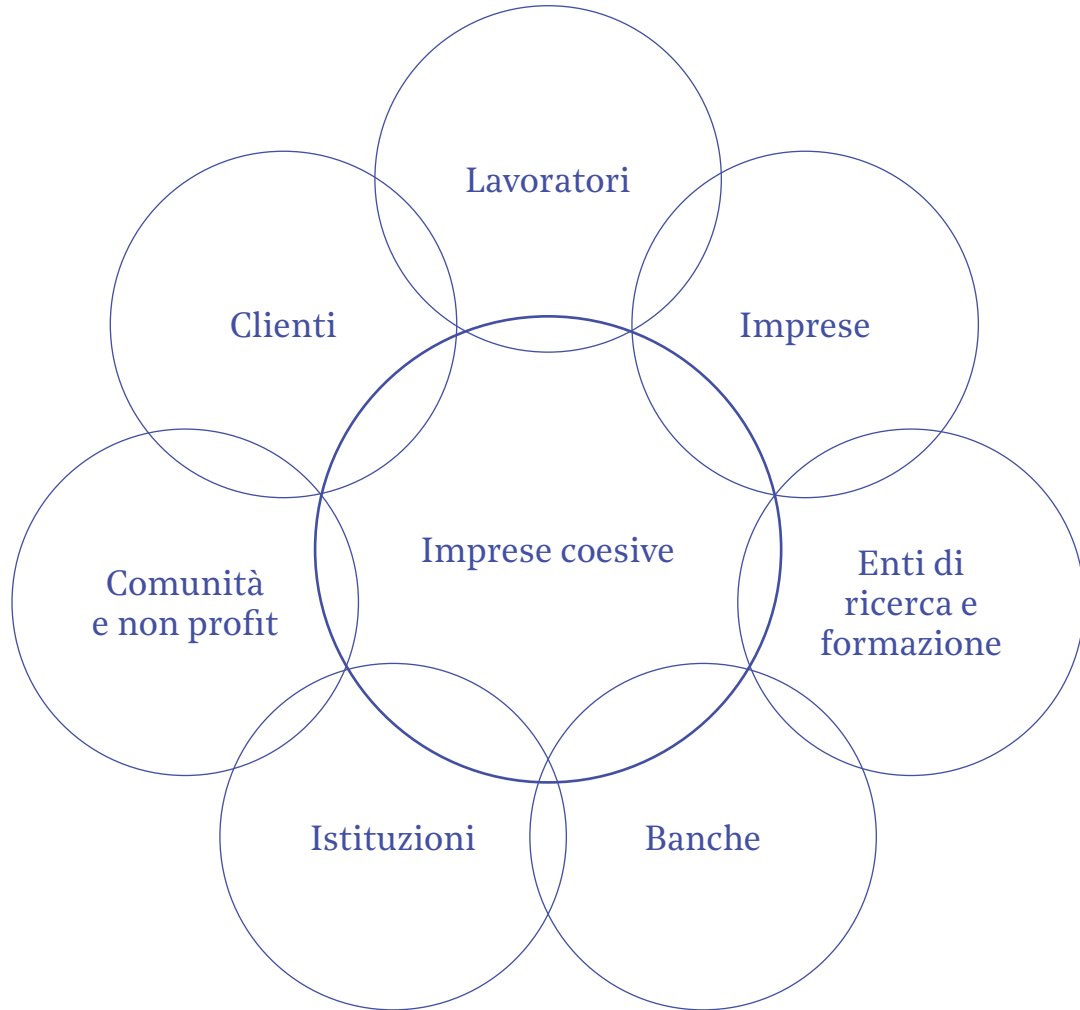 Lavoratori
Clienti
Imprese
Imprese coesive
Comunità
e non profit
Enti di
ricerca e
formazione
Istituzioni
Banche